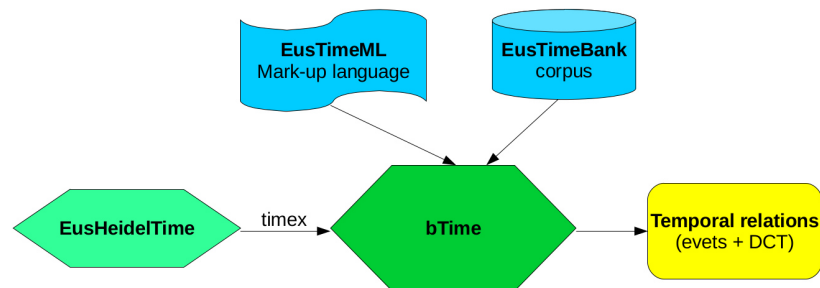 EusTimeML
Mark-up language
EusTimeBank
corpus
EusHeidelTime
timex
bTime
Temporal relations
(evets + DCT)